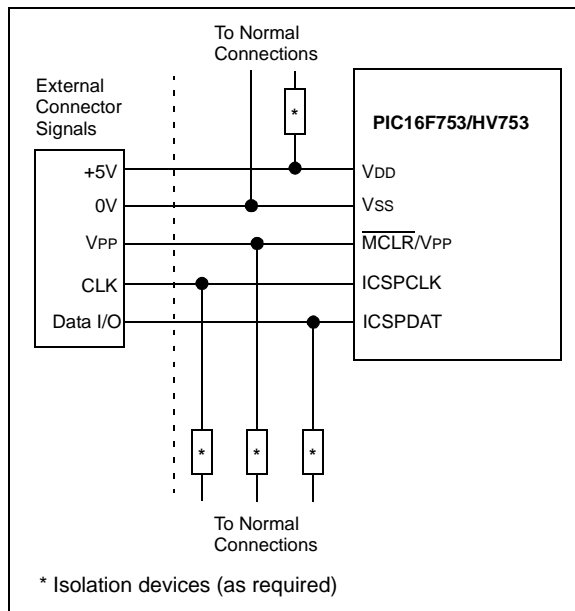 To Normal
Connections
External
Connector
Signals
*
PIC16F753/HV753
+5V
VDD
0V
VSS
VPP
MCLR/VPP
CLK
ICSPCLK
Data I/O
ICSPDAT
* * *
To Normal
Connections
* Isolation devices (as required)